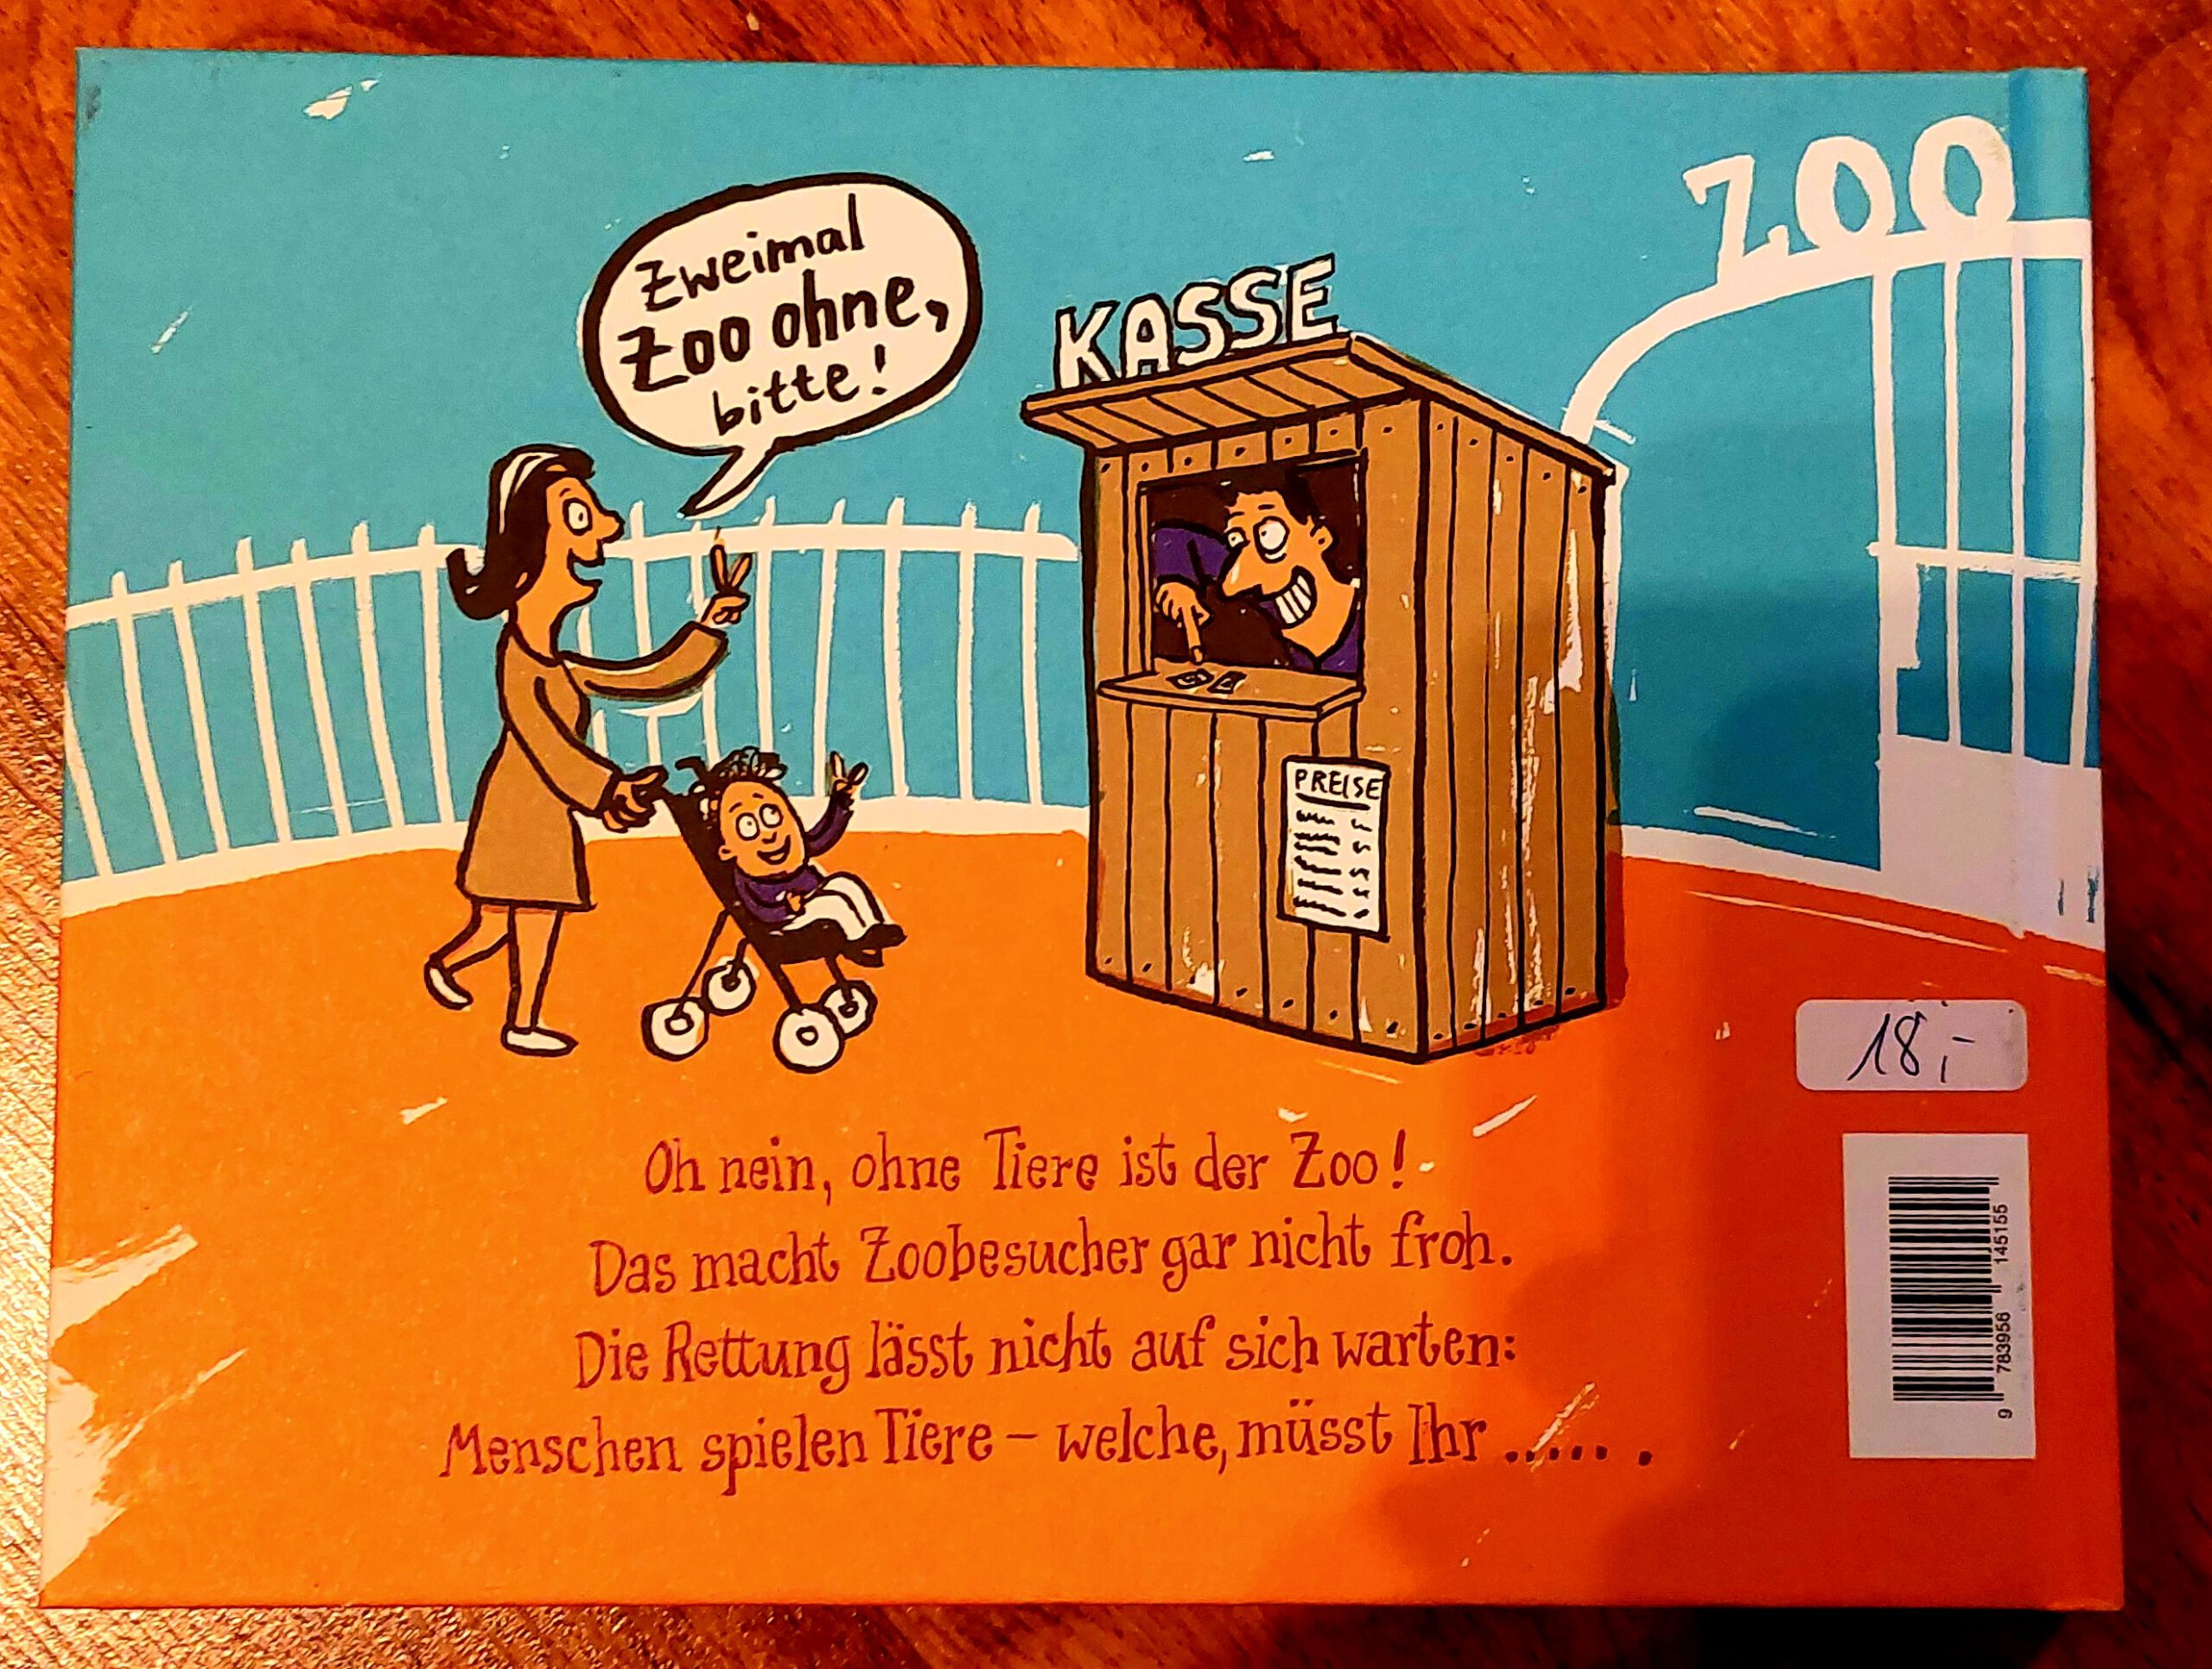 ZOO
Zweimal
Zoo ohne,
bitte!
KASSE
PREISE
18,-
Oh nein, ohne Tiere ist der Zoo!
Das macht Zoobesucher gar nicht froh.
Die Rettung lässt nicht auf sich warten:
Menschen spielen Tiere – welche, müsst Ihr ..... .
9 783956 145155